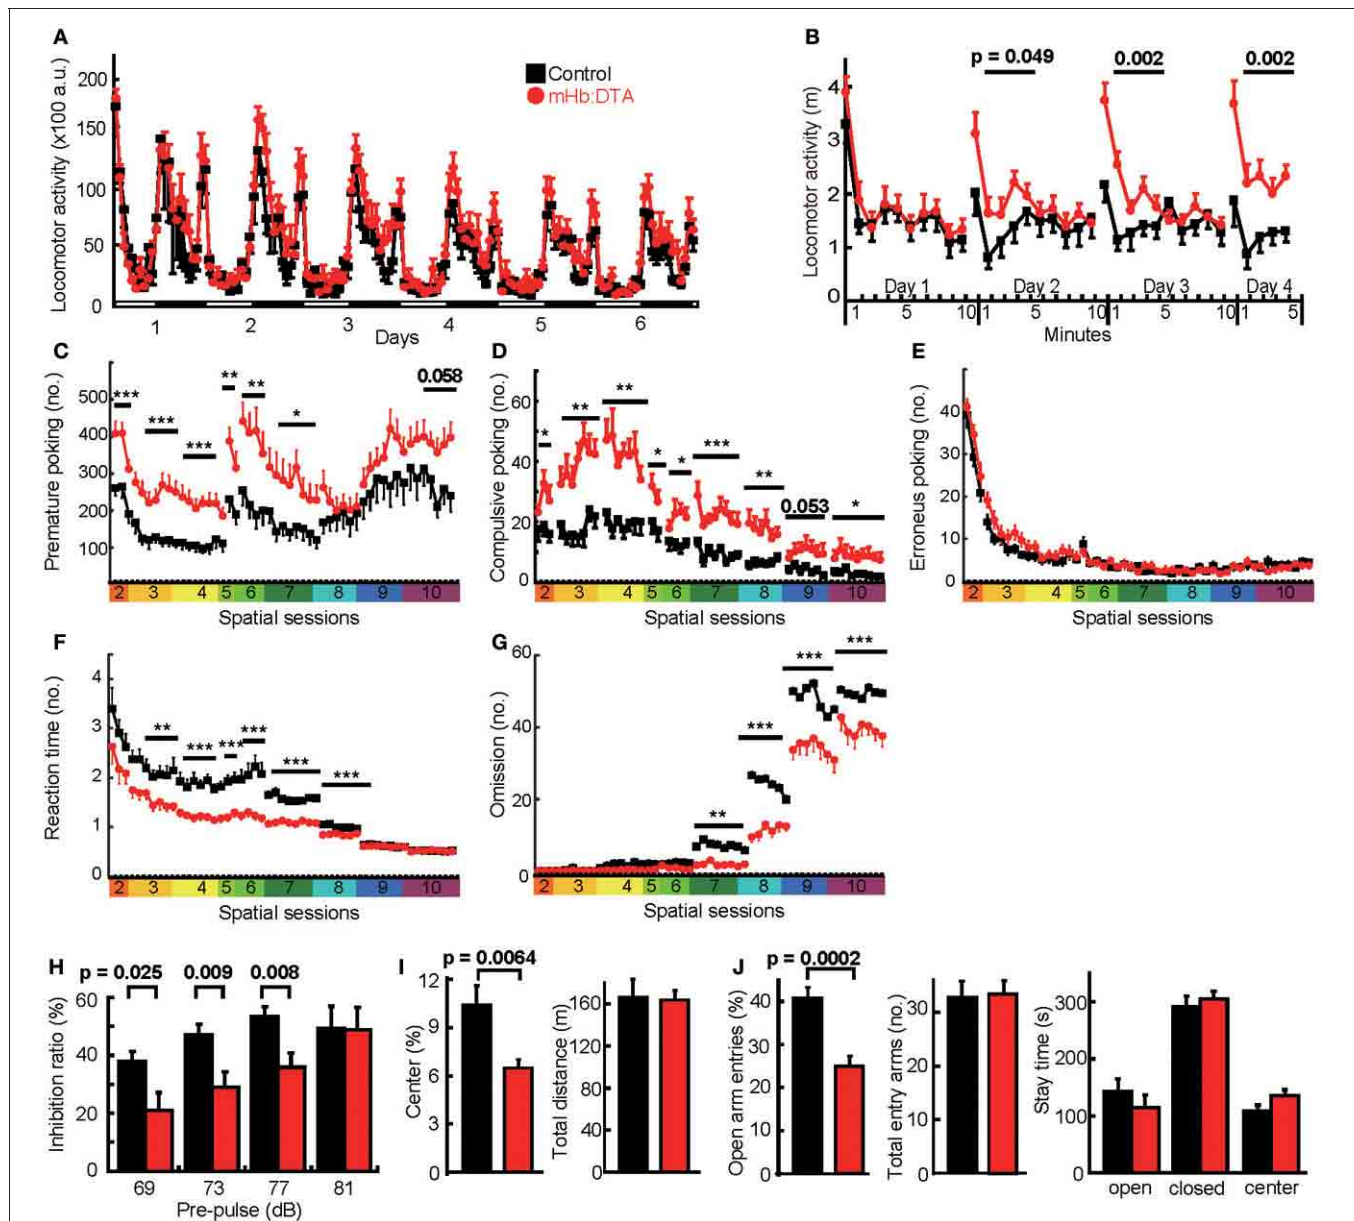 A
Locomotor activity (x100 a.u.)
200
150
100
50
0
Control
mHb:DTA
1 2 3 4 5 6
Days
B
p = 0.049 0.002 0.002
Locomotor activity (m)
4
3
2
1
0
Day 1 Day 2 Day 3 Day 4
1 5 10 1 5 10 1 5 10 1 5
Minutes
C
Premature poking (no.)
500
400
300
200
100
*** *** *** ** ** * 0.058
2 3 4 5 6 7 8 9 10
Spatial sessions
D
Compulsive poking (no.)
60
40
20
0
* ** ** * * *** ** 0.053 *
2 3 4 5 6 7 8 9 10
Spatial sessions
E
Erroneus poking (no.)
40
30
20
10
0
2 3 4 5 6 7 8 9 10
Spatial sessions
F
Reaction time (no.)
4
3
2
1
0
** *** *** *** *** ***
2 3 4 5 6 7 8 9 10
Spatial sessions
G
Omission (no.)
60
40
20
0
** *** *** ***
2 3 4 5 6 7 8 9 10
Spatial sessions
H
p = 0.025 0.009 0.008
Inhibition ratio (%)
60
40
20
0
69 73 77 81
Pre-pulse (dB)
I
p = 0.0064
Center (%)
12
9
6
3
0
Total distance (m)
160
120
80
40
0
J
p = 0.0002
Open arm entries (%)
40
30
20
10
0
Total entry arms (no.)
30
20
10
0
Stay time (s)
300
200
100
0
open closed center